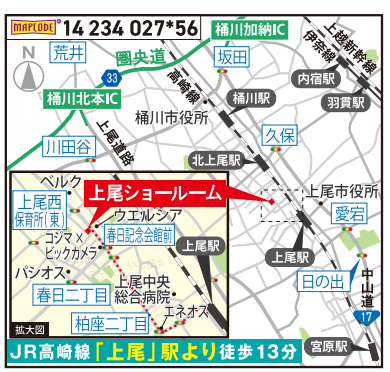 MAPCODE® 14 234 027*56
桶川加納IC
上越新幹線
伊奈線
荒井
圏央道
坂田
33
高崎線
内宿駅
羽貫駅
桶川北本IC
桶川駅
桶川市役所
上尾道路
久保
川田谷
北上尾駅
ベルク
上尾ショールーム
上尾市役所
上尾西
保育所(東)
ウエルシア
春日記念会館前
愛宕
コジマ×
ビックカメラ
上尾駅
上尾駅
パシオス
上尾中央
総合病院
日の出
中山道
春日二丁目
エネオス
17
柏座二丁目
拡大図
宮原駅
JR高崎線「上尾」駅より徒歩13分
N